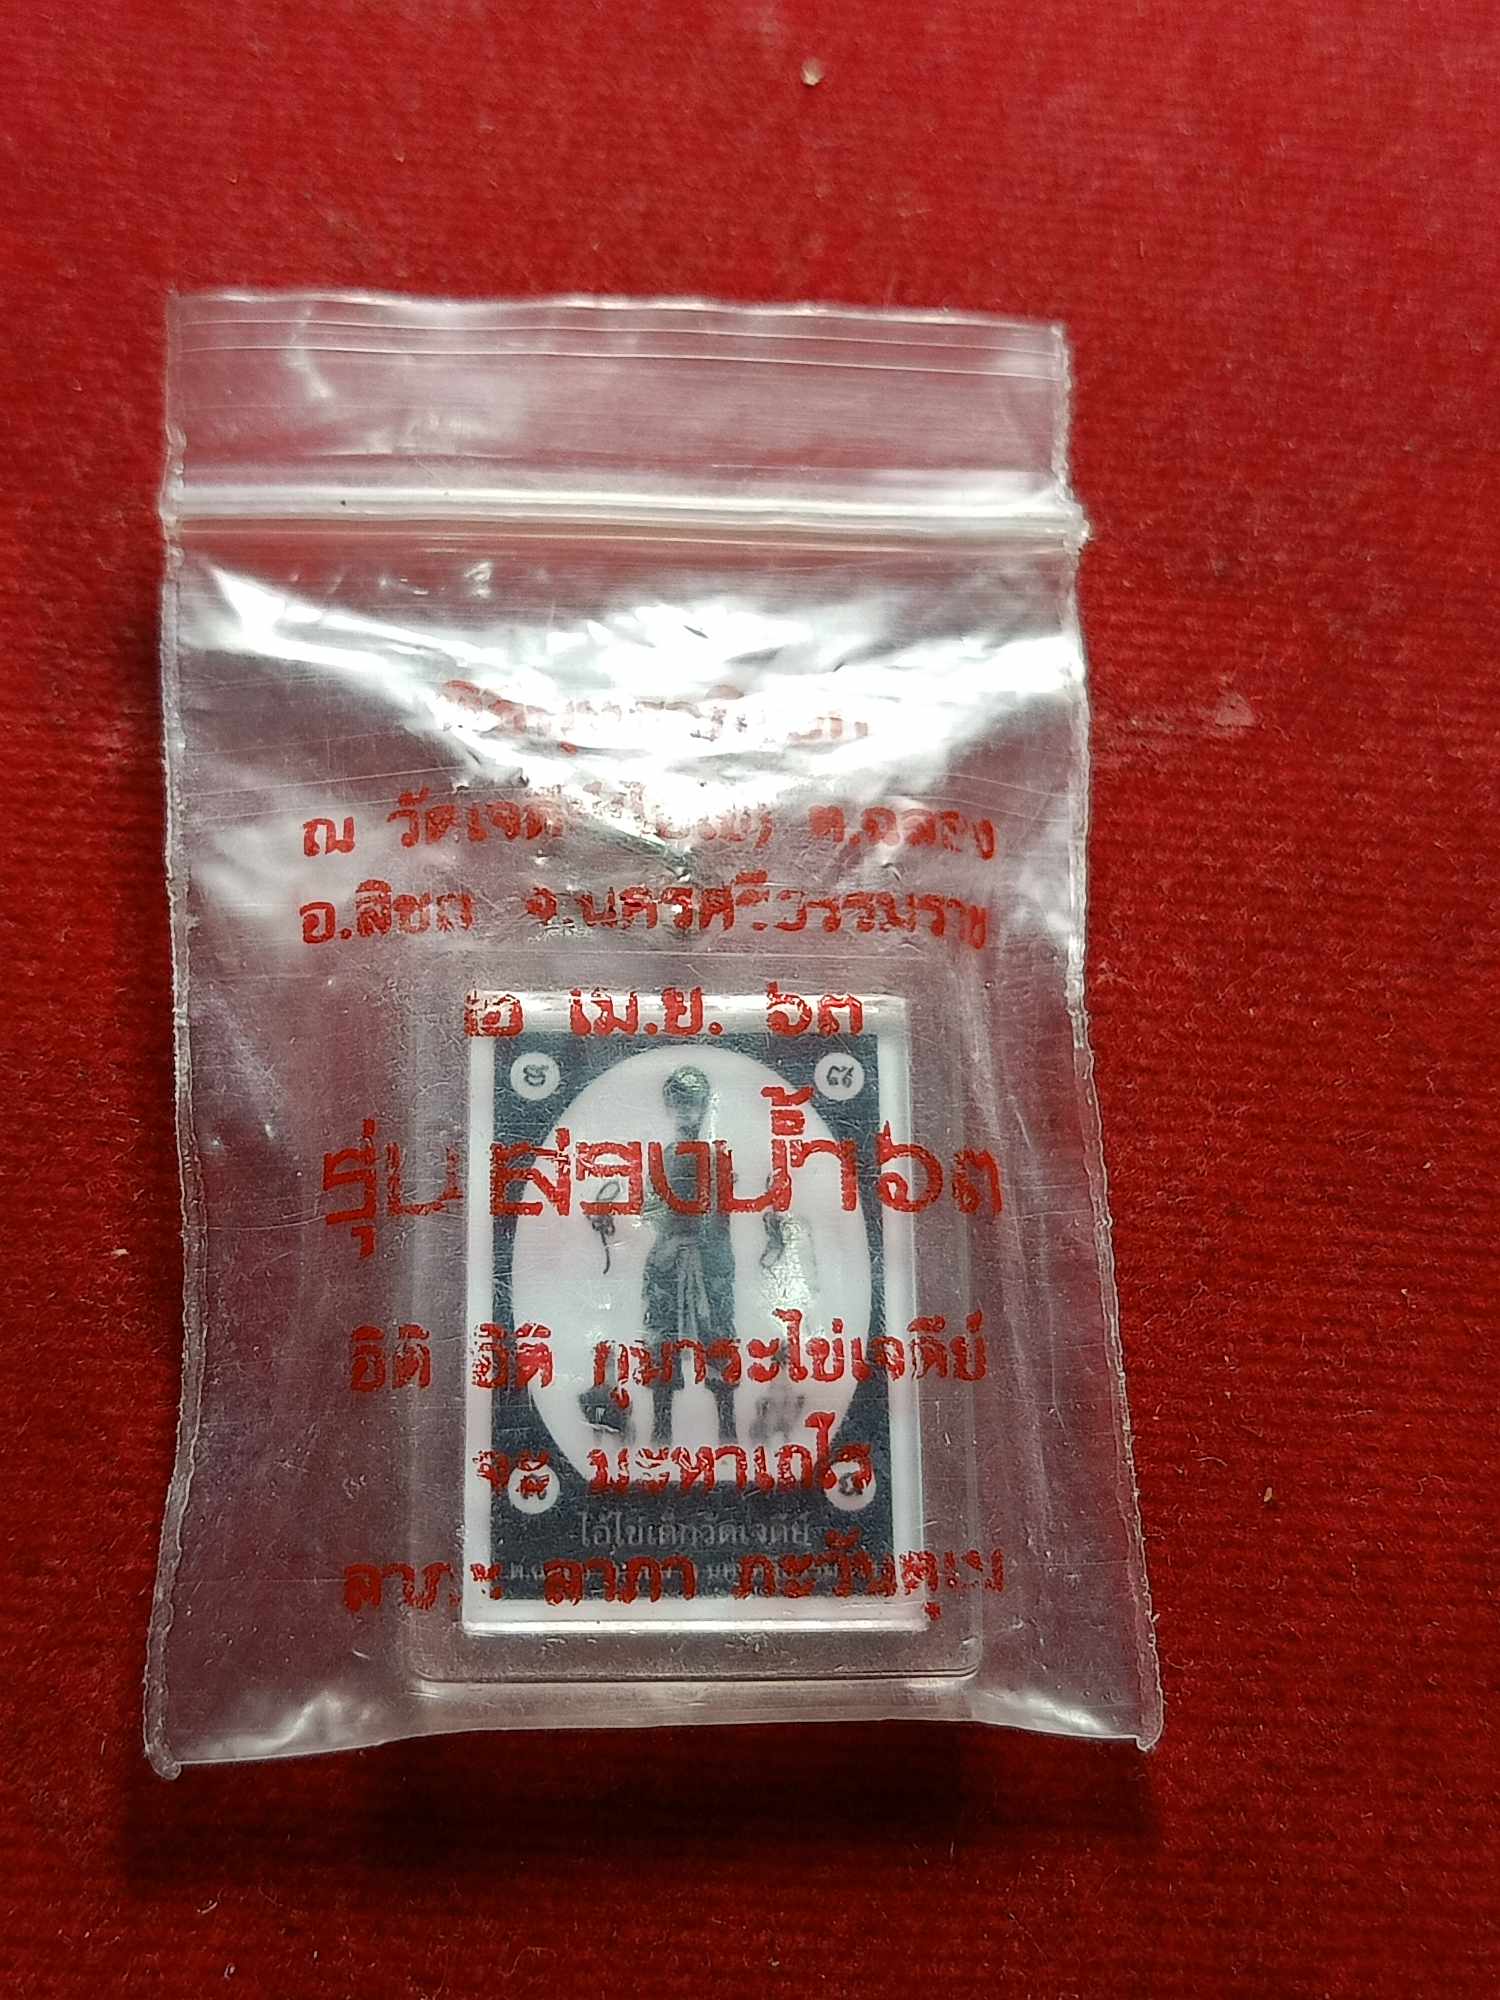 ณ วัดเจดีย์ ต.ฉลอง
อ.สิชล จ.นครศรีธรรมราช
๒ เม.ย. ๖๓
รุ่น สรงน้ำ ๖๓
อิติ อิติ กุมาระไข่เจดีย์
จะ มะหาเถโร
ลาภะ ลาภา ภะวันตุเม
ไอ้ไข่เด็กวัดเจดีย์